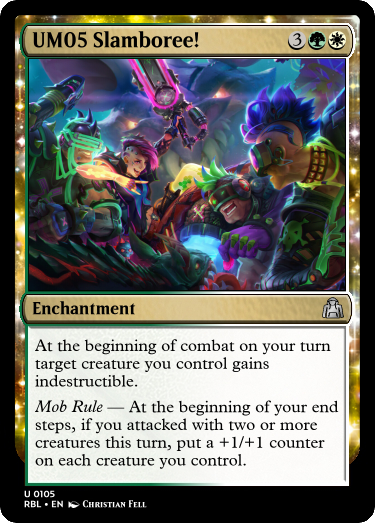 UM05 Slamboree! 3
Enchantment
At the beginning of combat on your turn
target creature you control gains
indestructible.
Mob Rule — At the beginning of your end
steps, if you attacked with two or more
creatures this turn, put a +1/+1 counter
on each creature you control.
U 0105
RBL • EN Christian Fell